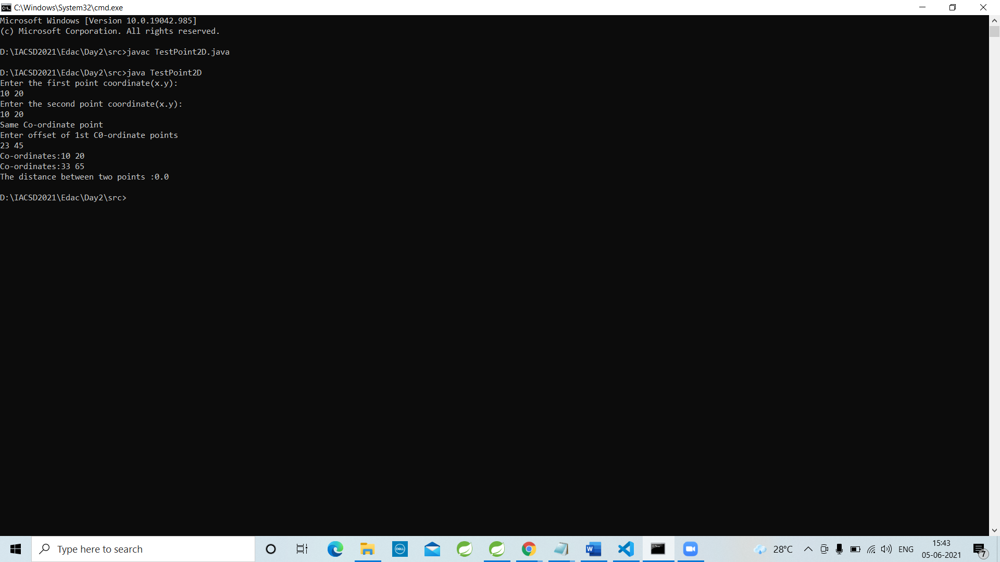 C:\Windows\System32\cmd.exe
Microsoft Windows [Version 10.0.19042.985]
(c) Microsoft Corporation. All rights reserved.
D:\IACSD2021\Edac\Day2\src>javac TestPoint2D.java
D:\IACSD2021\Edac\Day2\src>java TestPoint2D
Enter the first point coordinate(x.y):
10 20
Enter the second point coordinate(x.y):
10 20
Same Co-ordinate point
Enter offset of 1st C0-ordinate points
23 45
Co-ordinates:10 20
Co-ordinates:33 65
The distance between two points :0.0
D:\IACSD2021\Edac\Day2\src>
Type here to search
DELL
W
28°C
ENG
15:43
05-06-2021
7